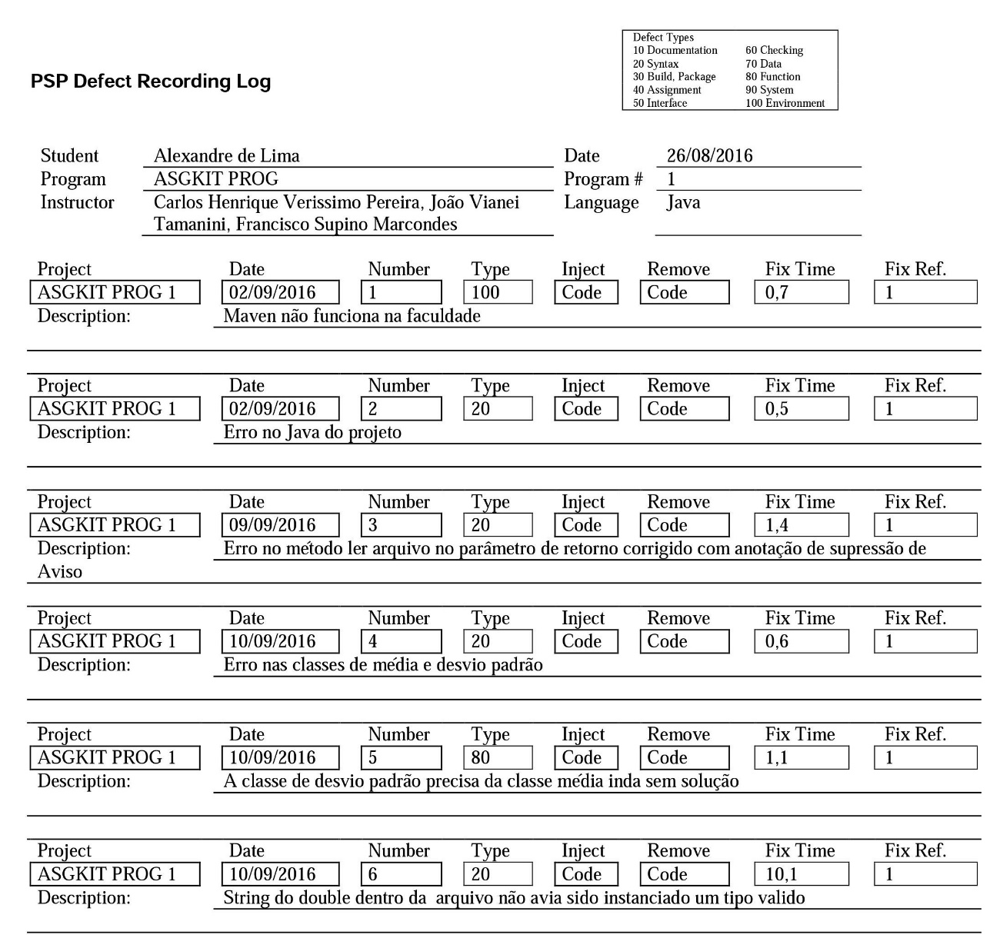 Defect Types
10 Documentation 60 Checking
20 Syntax 70 Data
30 Build, Package 80 Function
40 Assignment 90 System
50 Interface 100 Environment
PSP Defect Recording Log
Student Alexandre de Lima Date 26/08/2016
Program ASGKIT PROG Program # 1
Instructor Carlos Henrique Verissimo Pereira, João Vianei Language Java
Tamanini, Francisco Supino Marcondes
Project Date Number Type Inject Remove Fix Time Fix Ref.
ASGKIT PROG 1 02/09/2016 1 100 Code Code 0,7 1
Description: Maven não funciona na faculdade
Project Date Number Type Inject Remove Fix Time Fix Ref.
ASGKIT PROG 1 02/09/2016 2 20 Code Code 0,5 1
Description: Erro no Java do projeto
Project Date Number Type Inject Remove Fix Time Fix Ref.
ASGKIT PROG 1 09/09/2016 3 20 Code Code 1,4 1
Description: Erro no método ler arquivo no parâmetro de retorno corrigido com anotação de supressão de
Aviso
Project Date Number Type Inject Remove Fix Time Fix Ref.
ASGKIT PROG 1 10/09/2016 4 20 Code Code 0,6 1
Description: Erro nas classes de média e desvio padrão
Project Date Number Type Inject Remove Fix Time Fix Ref.
ASGKIT PROG 1 10/09/2016 5 80 Code Code 1,1 1
Description: A classe de desvio padrão precisa da classe média inda sem solução
Project Date Number Type Inject Remove Fix Time Fix Ref.
ASGKIT PROG 1 10/09/2016 6 20 Code Code 10,1 1
Description: String do double dentro da arquivo não avia sido instanciado um tipo valido